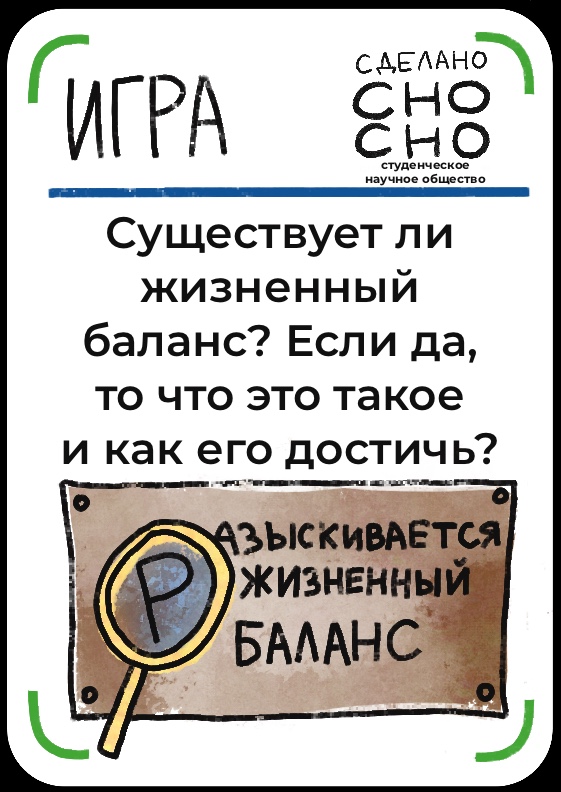 ИГРА
СДЕЛАНО
СНО
СНО
студенческое
научное общество
Существует ли
жизненный
баланс? Если да,
то что это такое
и как его достичь?
РАЗЫСКИВАЕТСЯ
ЖИЗНЕННЫЙ
БАЛАНС